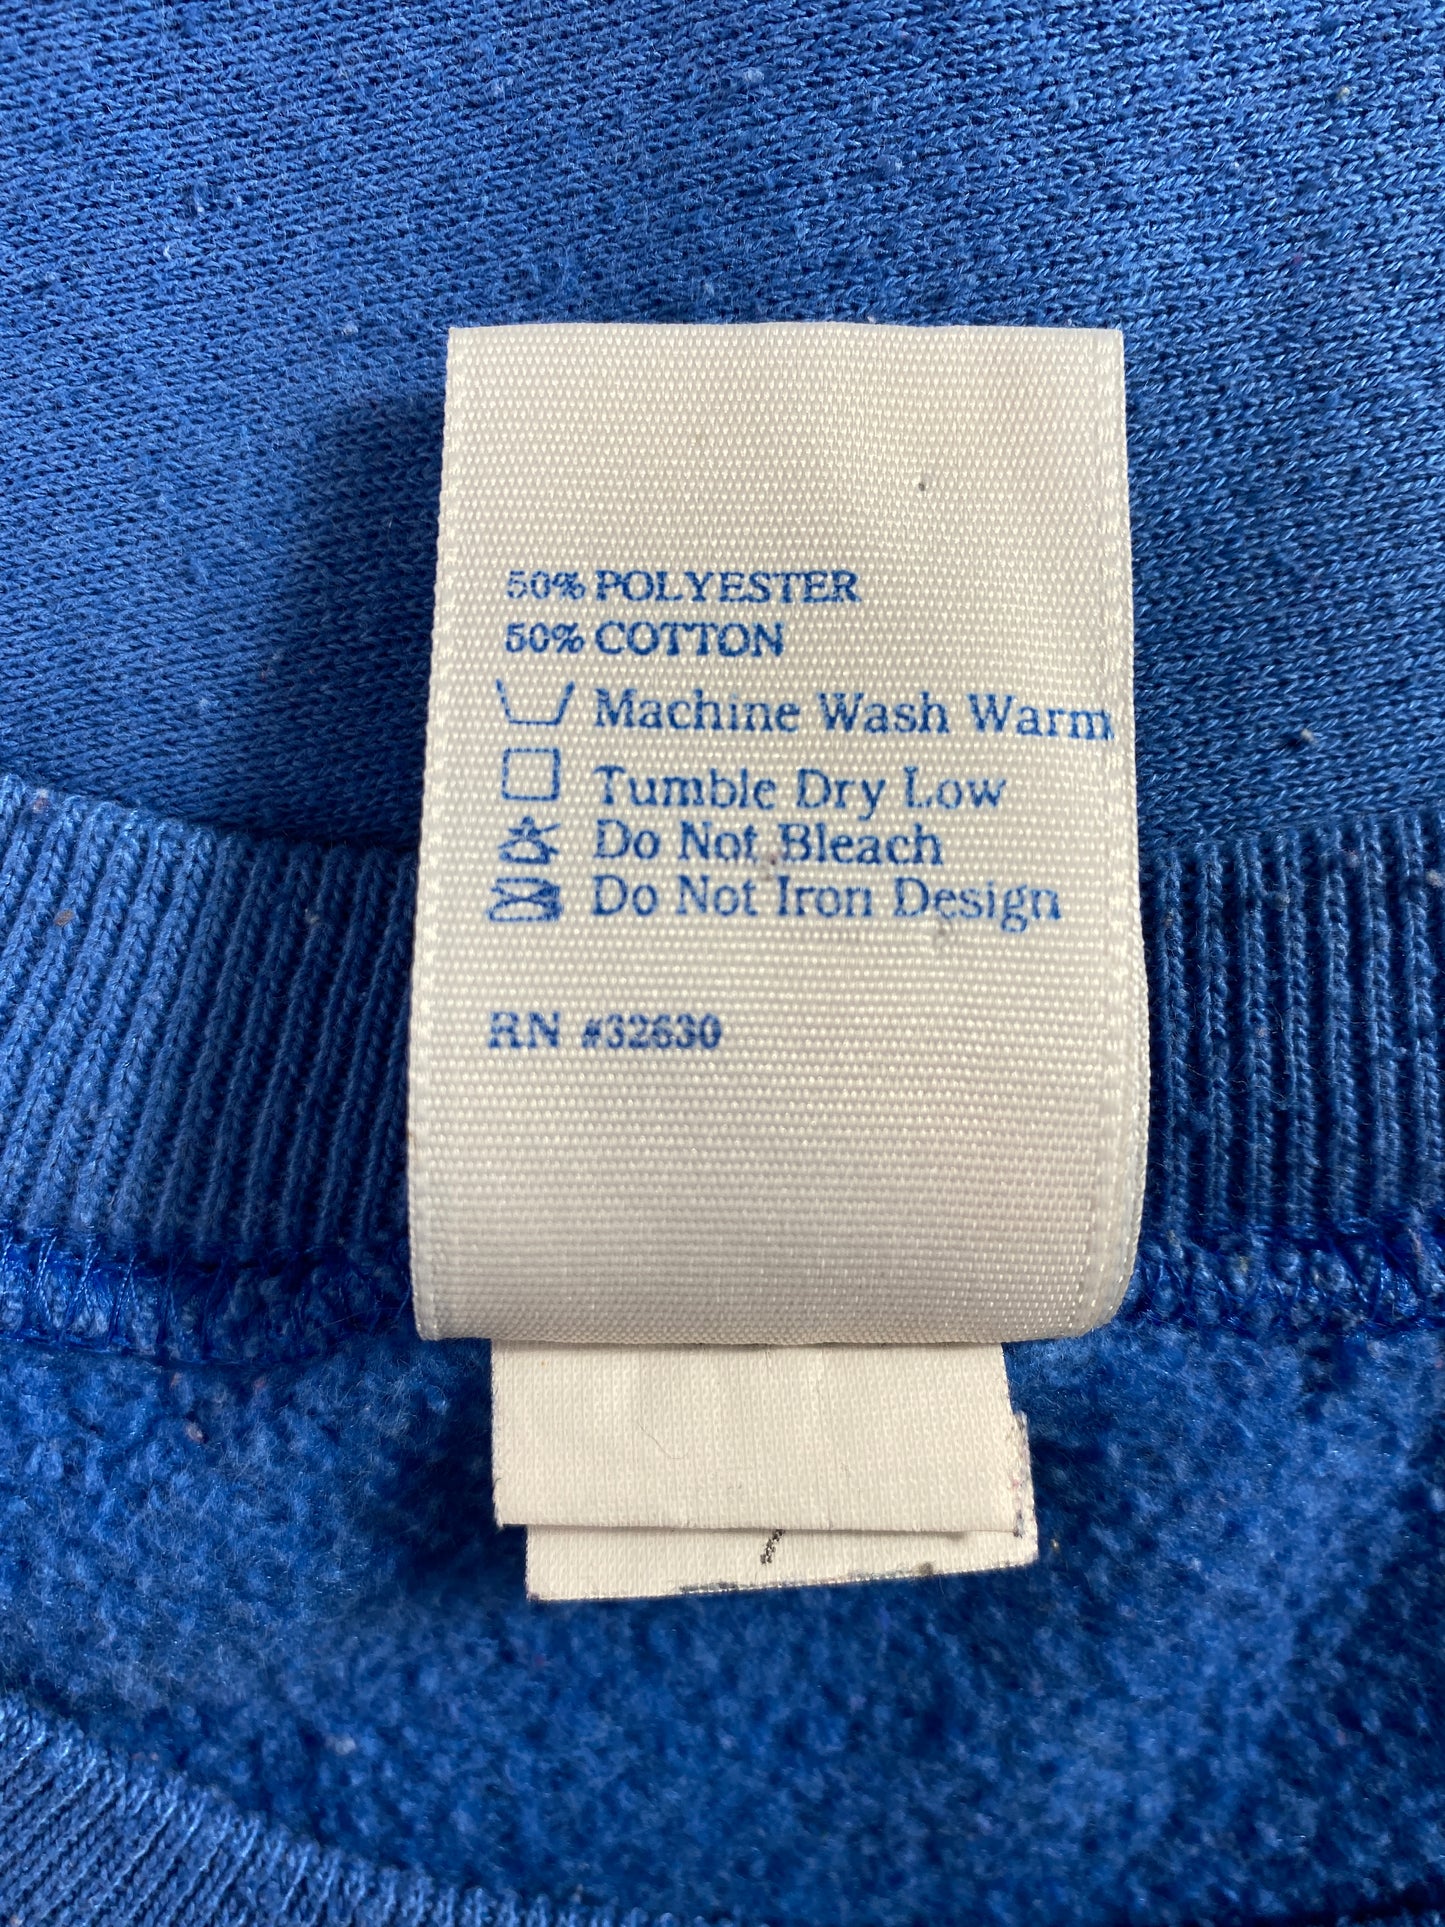 50% POLYESTER
50% COTTON
Machine Wash Warm
Tumble Dry Low
Do Not Bleach
Do Not Iron Design
RN #32630